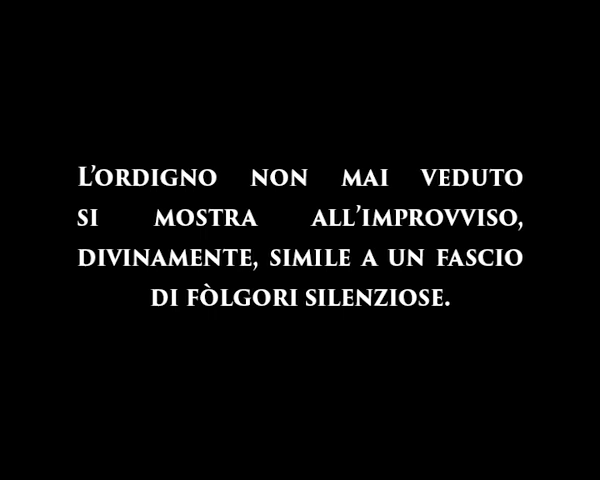 L’ORDIGNO NON MAI VEDUTO
SI MOSTRA ALL’IMPROVVISO,
DIVINAMENTE, SIMILE A UN FASCIO
DI FÒLGORI SILENZIOSE.